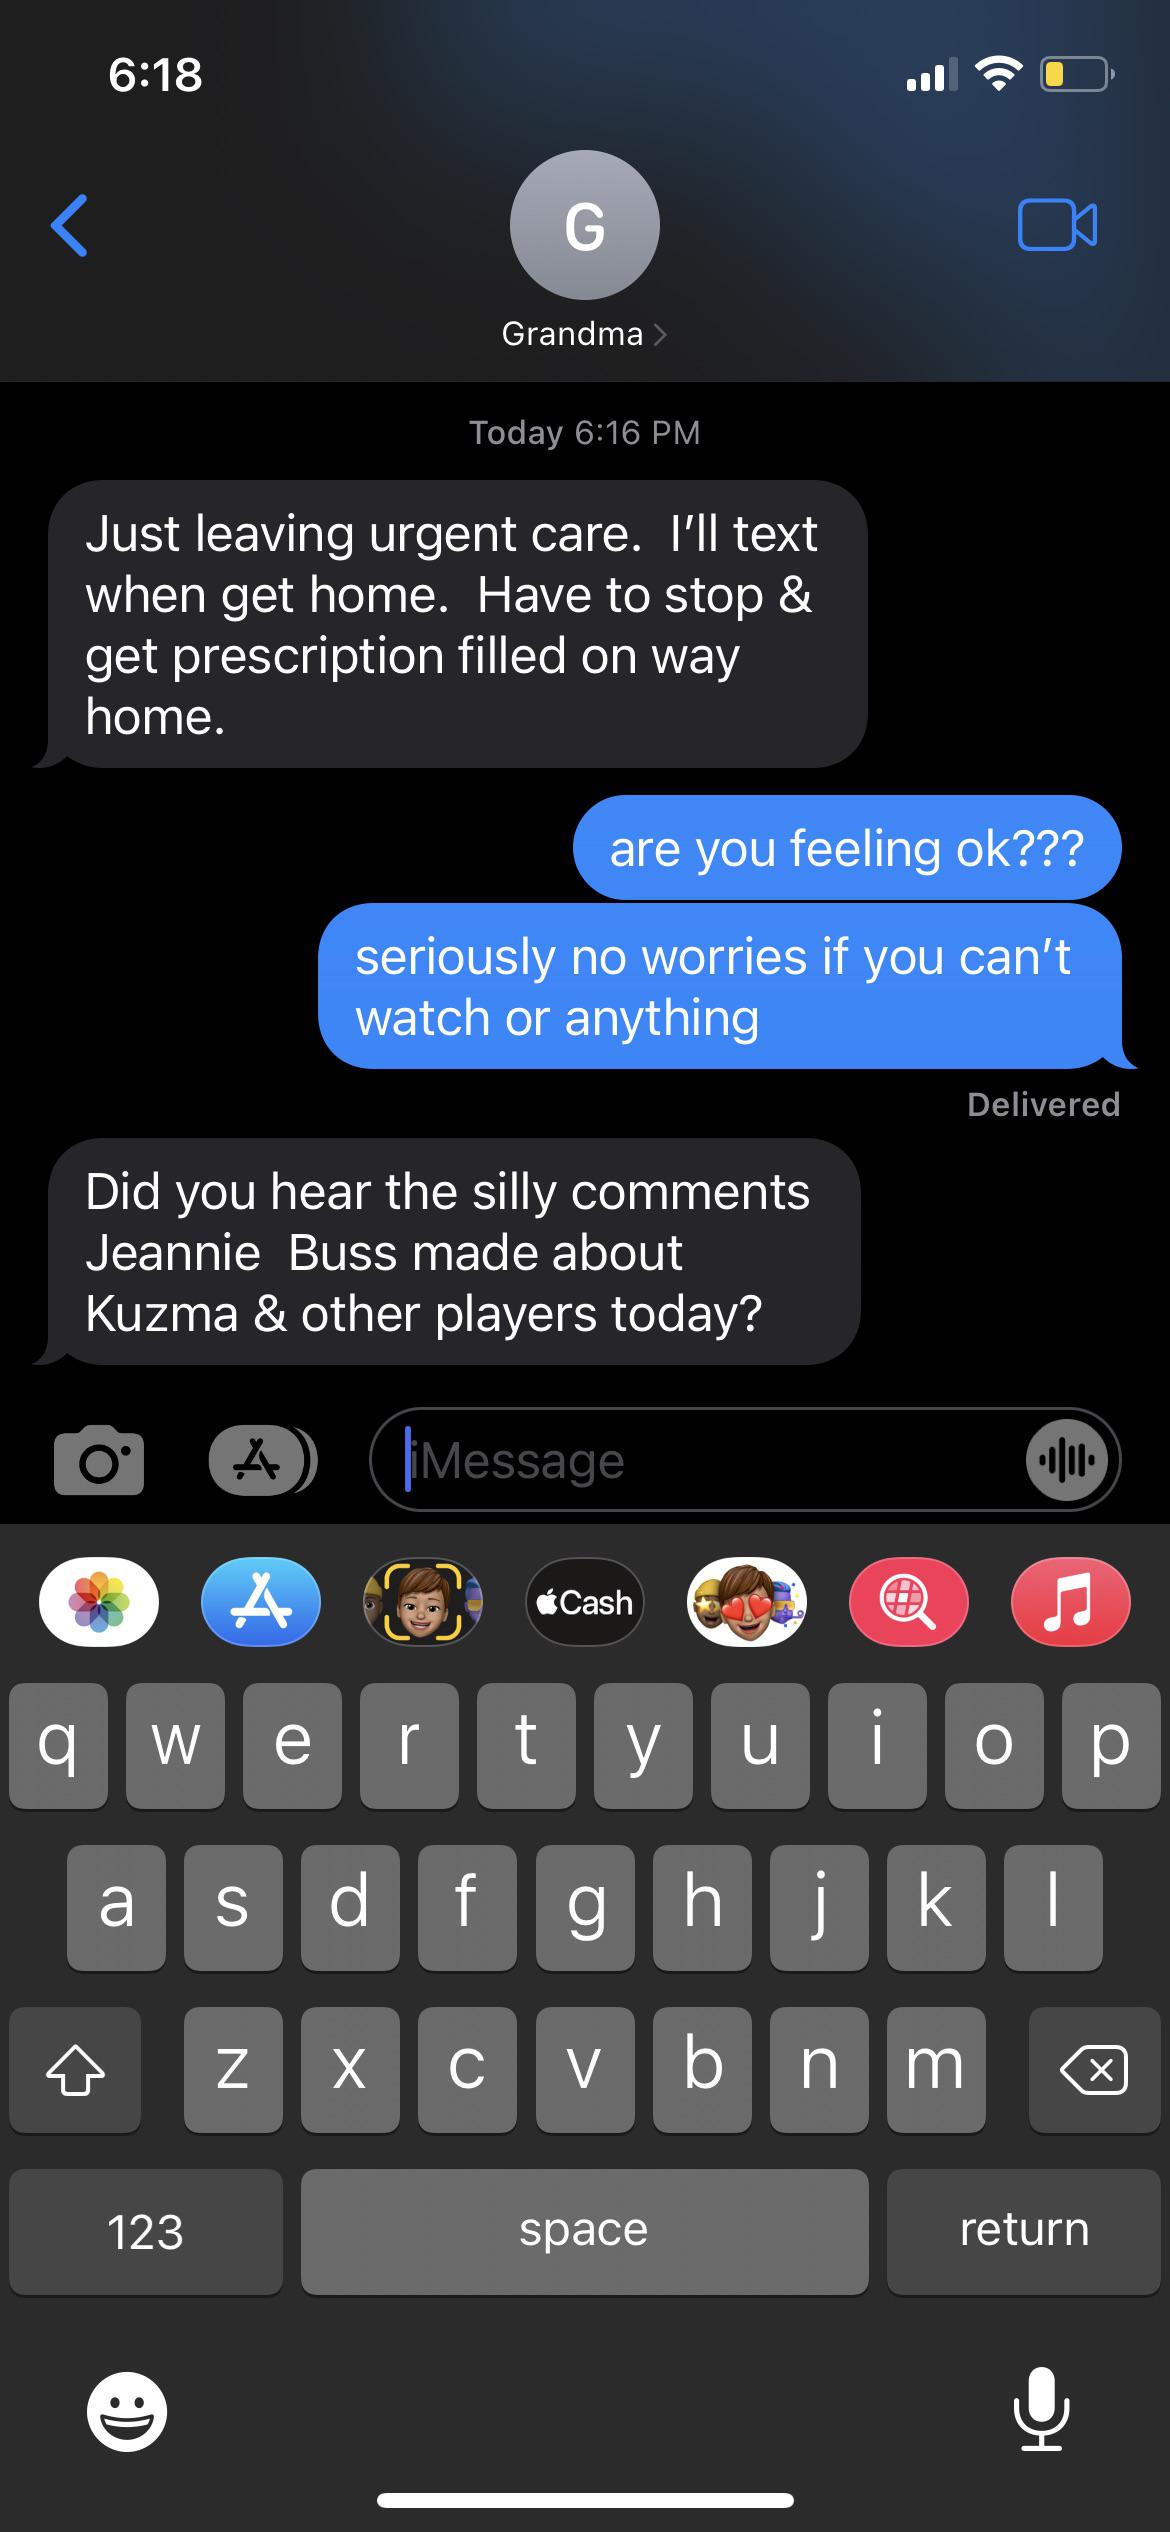 6:18
G
Grandma
Today 6:16 PM
Just leaving urgent care.  I’ll text
when get home.  Have to stop &
get prescription filled on way
home.
are you feeling ok???
seriously no worries if you can’t
watch or anything
Delivered
Did you hear the silly comments
Jeannie  Buss made about
Kuzma & other players today?
iMessage
Cash
q w e r t y u i o p
a s d f g h j k l
z x c v b n m
123 space return